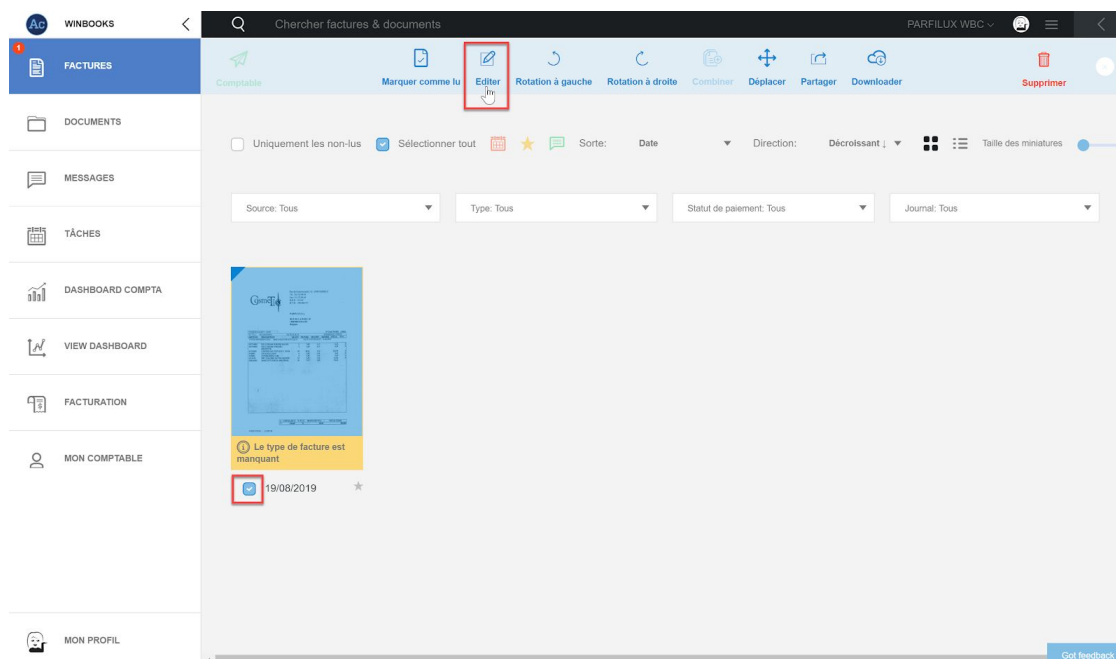 Ac WINBOOKS
Chercher factures & documents
PARFILUX WBC
1
FACTURES
DOCUMENTS
MESSAGES
TÂCHES
DASHBOARD COMPTA
VIEW DASHBOARD
FACTURATION
MON COMPTABLE
MON PROFIL
Comptable Marquer comme lu Editer Rotation à gauche Rotation à droite Combiner Déplacer Partager Downloader Supprimer
Uniquement les non-lus Sélectionner tout Sorte: Date Direction: Décroissant ↓ Taille des miniatures
Source: Tous Type: Tous Statut de paiement: Tous Journal: Tous
Le type de facture est
manquant
19/08/2019
Got feedback